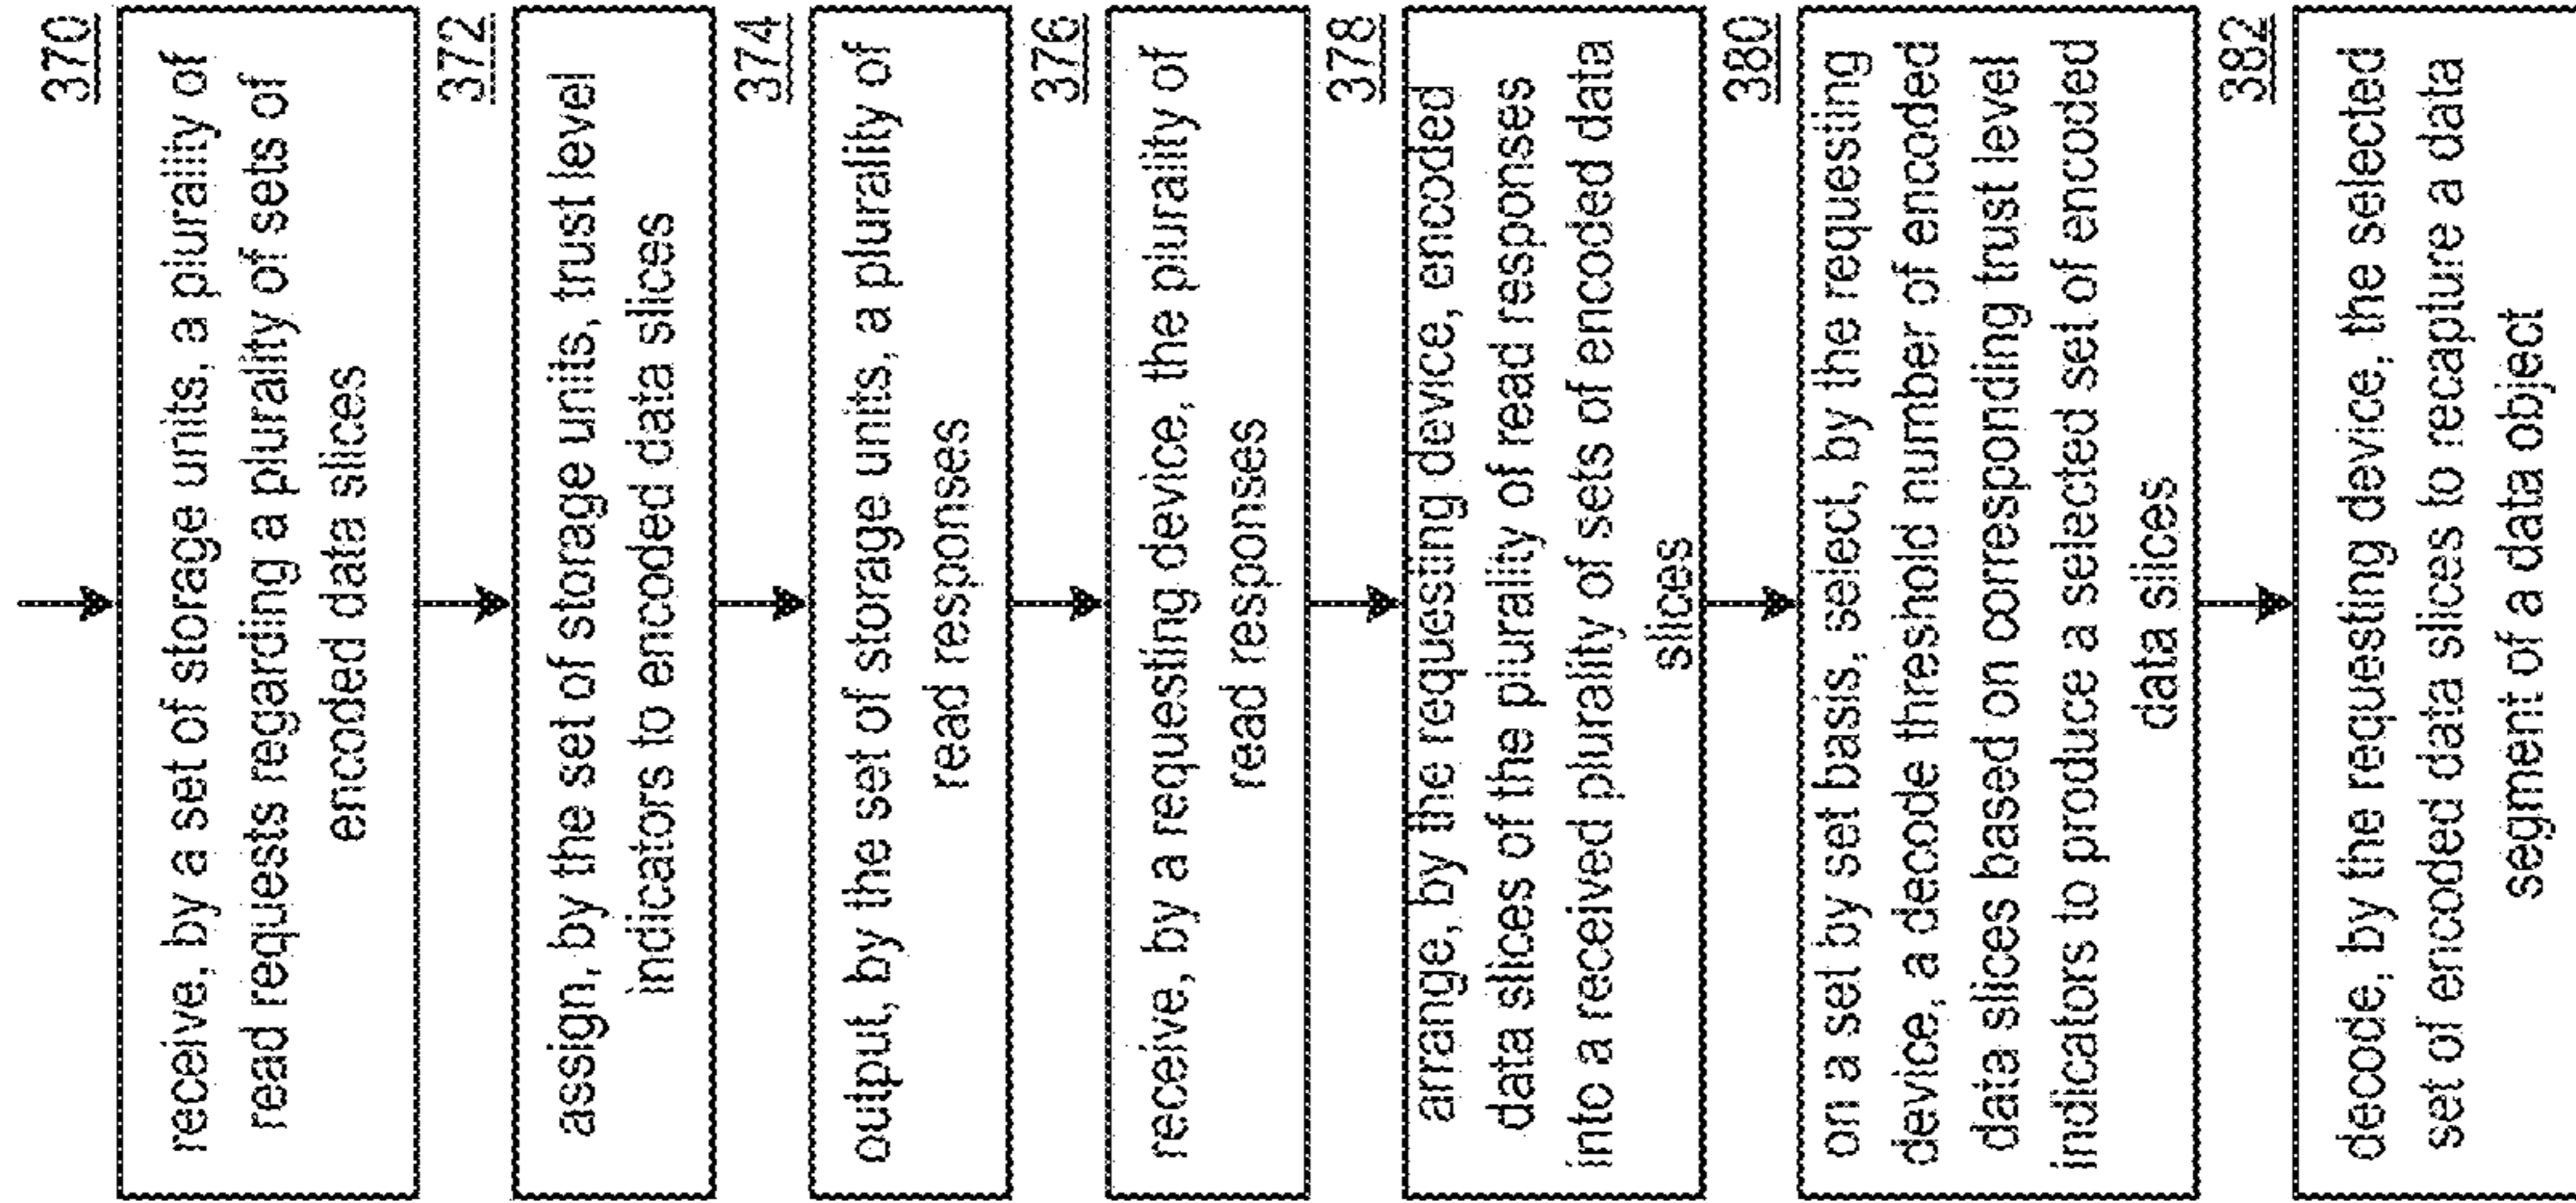 370
receive, by a set of storage units, a plurality of
read requests regarding a plurality of sets of
encoded data slices
372
assign, by the set of storage units, trust level
indicators to encoded data slices
374
output, by the set of storage units, a plurality of
read responses
376
receive, by a requesting device, the plurality of
read responses
378
arrange, by the requesting device, encoded
data slices of the plurality of read responses
into a received plurality of sets of encoded data
slices
380
on a set by set basis, select, by the requesting
device, a decode threshold number of encoded
data slices based on corresponding trust level
indicators to produce a selected set of encoded
data slices
382
decode, by the requesting device, the selected
set of encoded data slices to recapture a data
segment of a data object